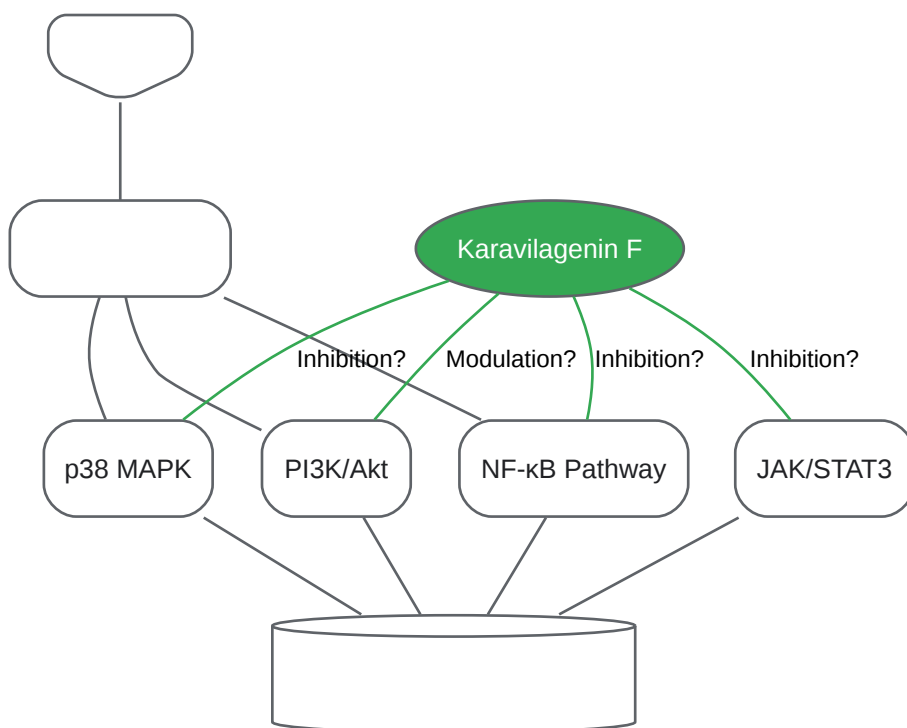 Karavilagenin F
Inhibition?
Modulation?
Inhibition?
Inhibition?
p38 MAPK
PI3K/Akt
NF-κB Pathway
JAK/STAT3